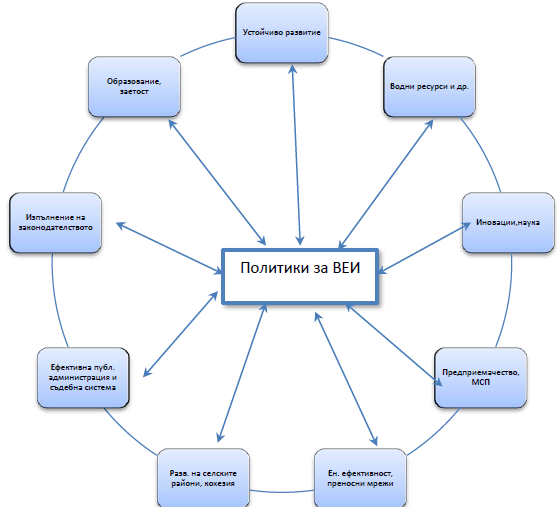 Устойчиво развитие
Образование,
заетост
Водни ресурси и др.
Изпълнение на
законодателството
Иновации,наука
Политики за ВЕИ
Ефективна публ.
администрация и
съдебна система
Предприемачество,
МСП
Разв. на селските
райони, кохезия
Ен. ефективност,
преносни мрежи